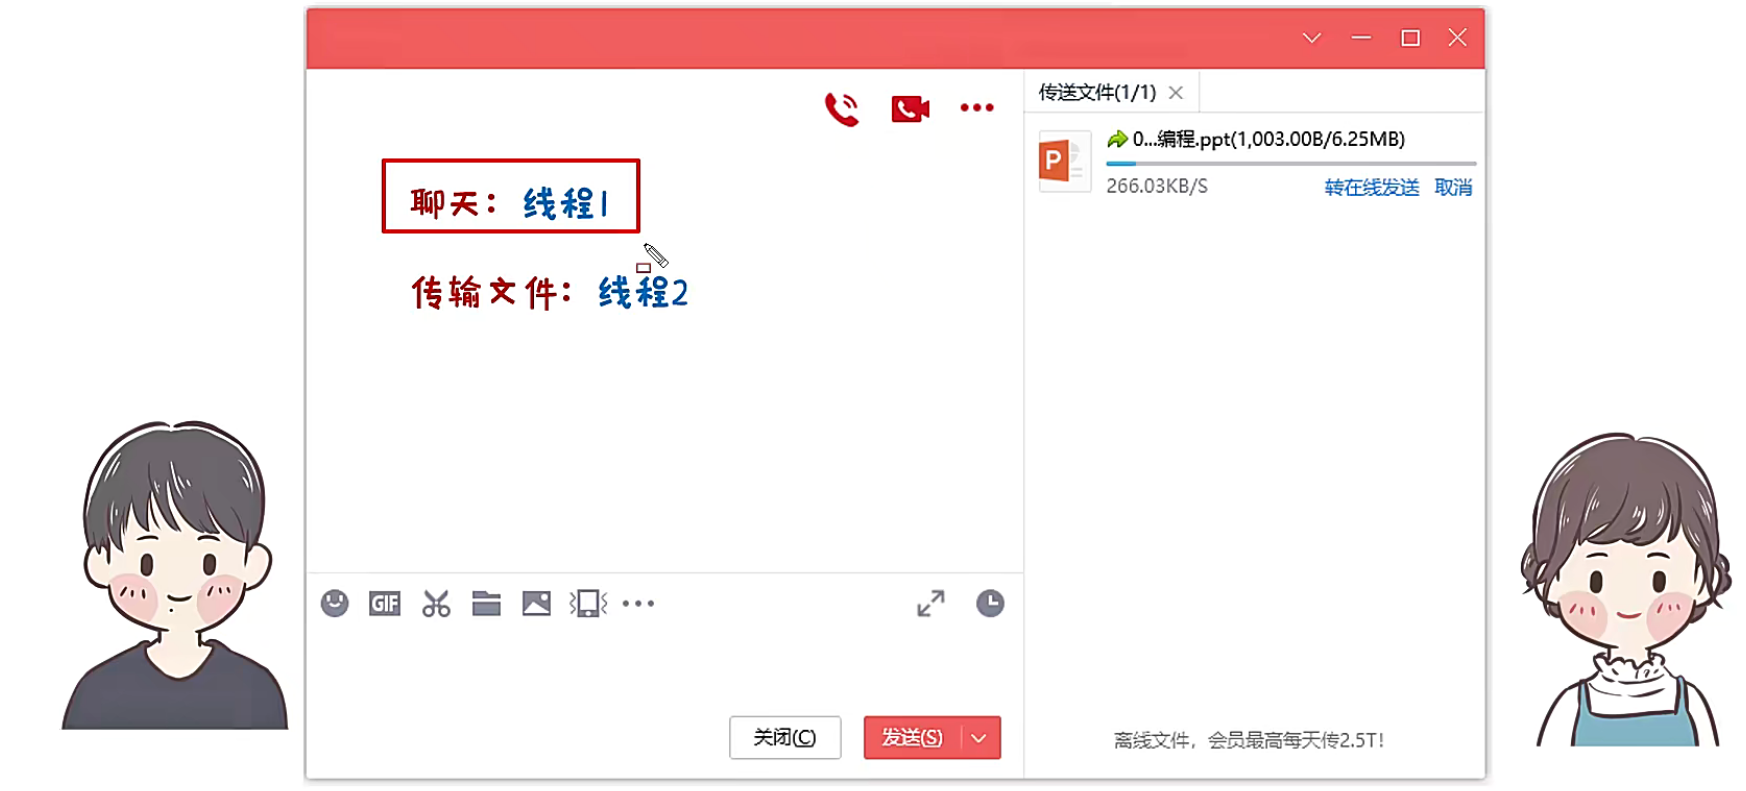 传送文件(1/1)
0...编程.ppt(1,003.00B/6.25MB)
P
266.03KB/S 转在线发送 取消
聊天：线程1
传输文件：线程2
GIF
关闭(C) 发送(S)
离线文件，会员最高每天传2.5T!